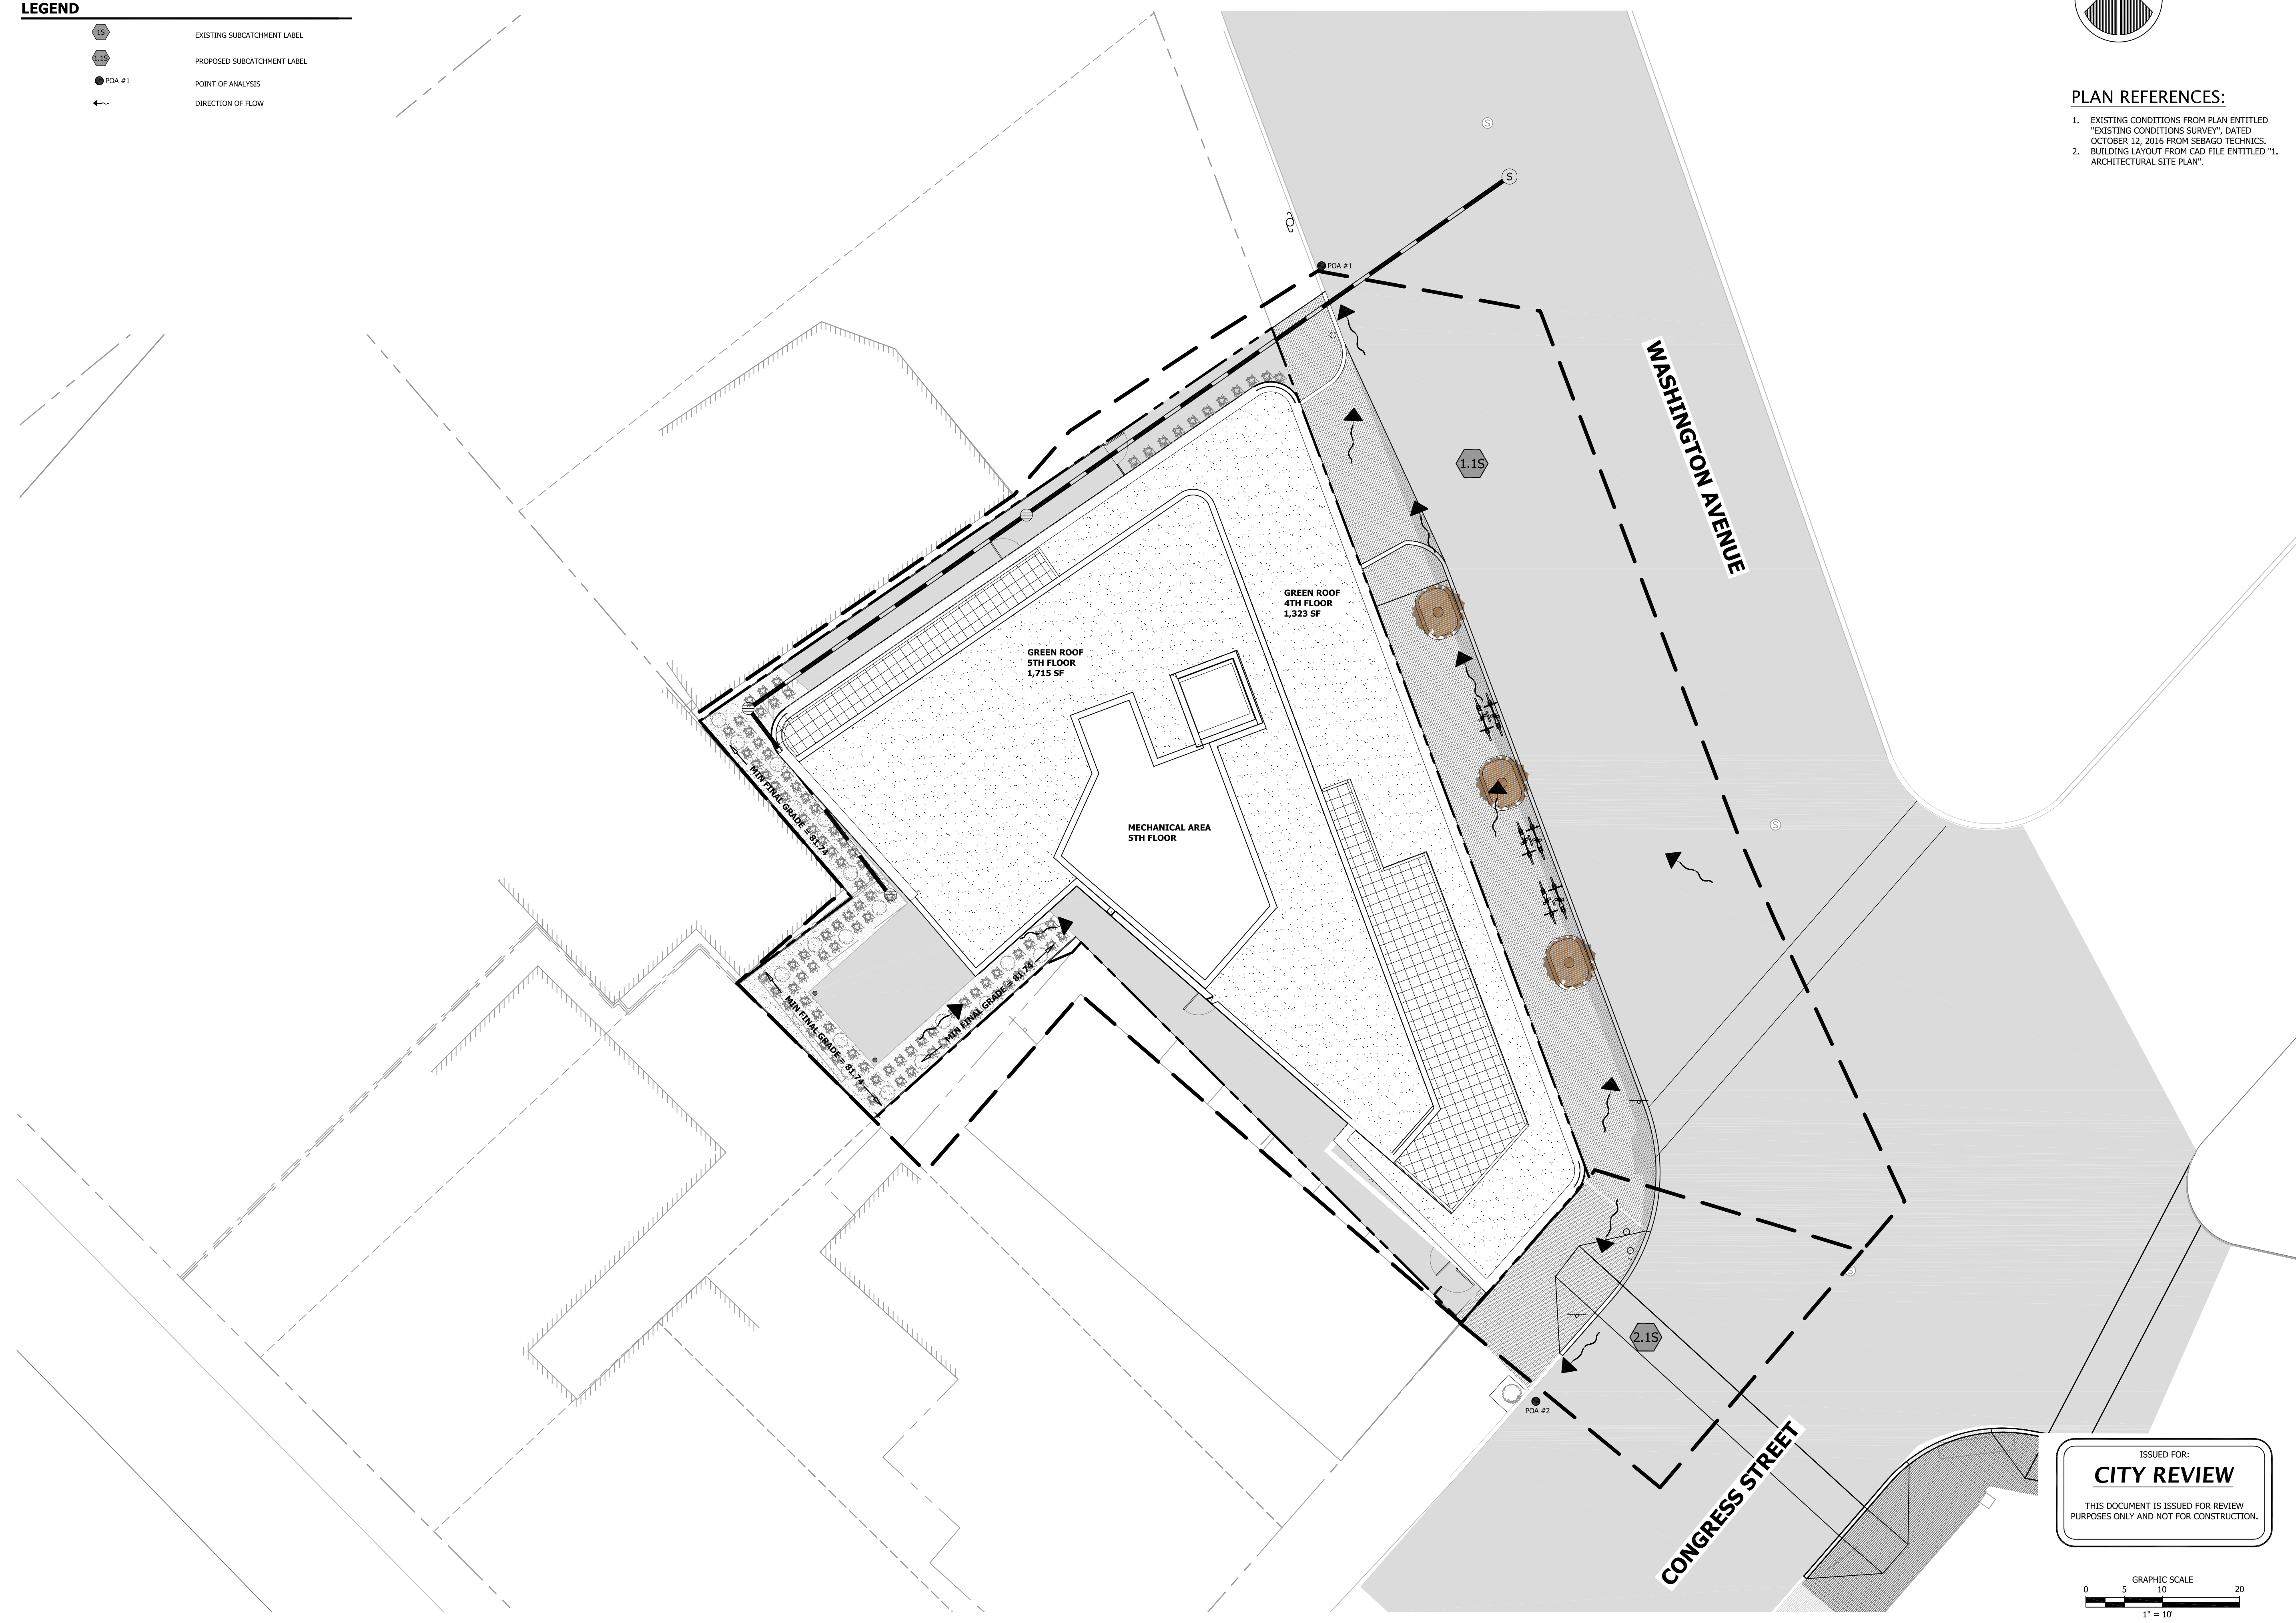 LEGEND
1S
EXISTING SUBCATCHMENT LABEL
1.1S
PROPOSED SUBCATCHMENT LABEL
POA #1
POINT OF ANALYSIS
DIRECTION OF FLOW
PLAN REFERENCES:
1. EXISTING CONDITIONS FROM PLAN ENTITLED
"EXISTING CONDITIONS SURVEY", DATED
OCTOBER 12, 2016 FROM SEBAGO TECHNICS.
2. BUILDING LAYOUT FROM CAD FILE ENTITLED "1.
ARCHITECTURAL SITE PLAN".
S
S
POA #1
WASHINGTON AVENUE
1.1S
GREEN ROOF
4TH FLOOR
1,323 SF
GREEN ROOF
5TH FLOOR
1,715 SF
MECHANICAL AREA
5TH FLOOR
S
MIN FINAL GRADE = 81.74
MIN FINAL GRADE = 81.74
MIN FINAL GRADE = 81.74
S
2.1S
POA #2
CONGRESS STREET
ISSUED FOR:
CITY REVIEW
THIS DOCUMENT IS ISSUED FOR REVIEW
PURPOSES ONLY AND NOT FOR CONSTRUCTION.
GRAPHIC SCALE
0 5 10 20
1" = 10'